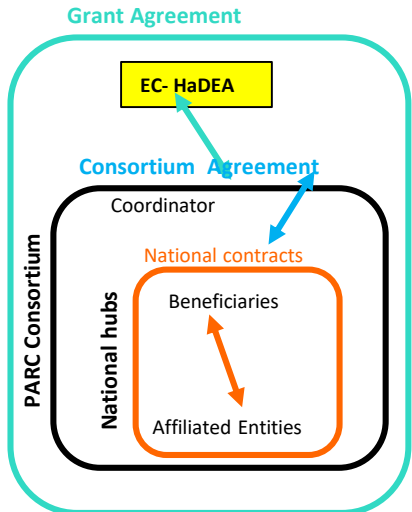 Grant Agreement
EC- HaDEA
Consortium Agreement
Coordinator
National contracts
Beneficiaries
Affiliated Entities
National hubs
PARC Consortium